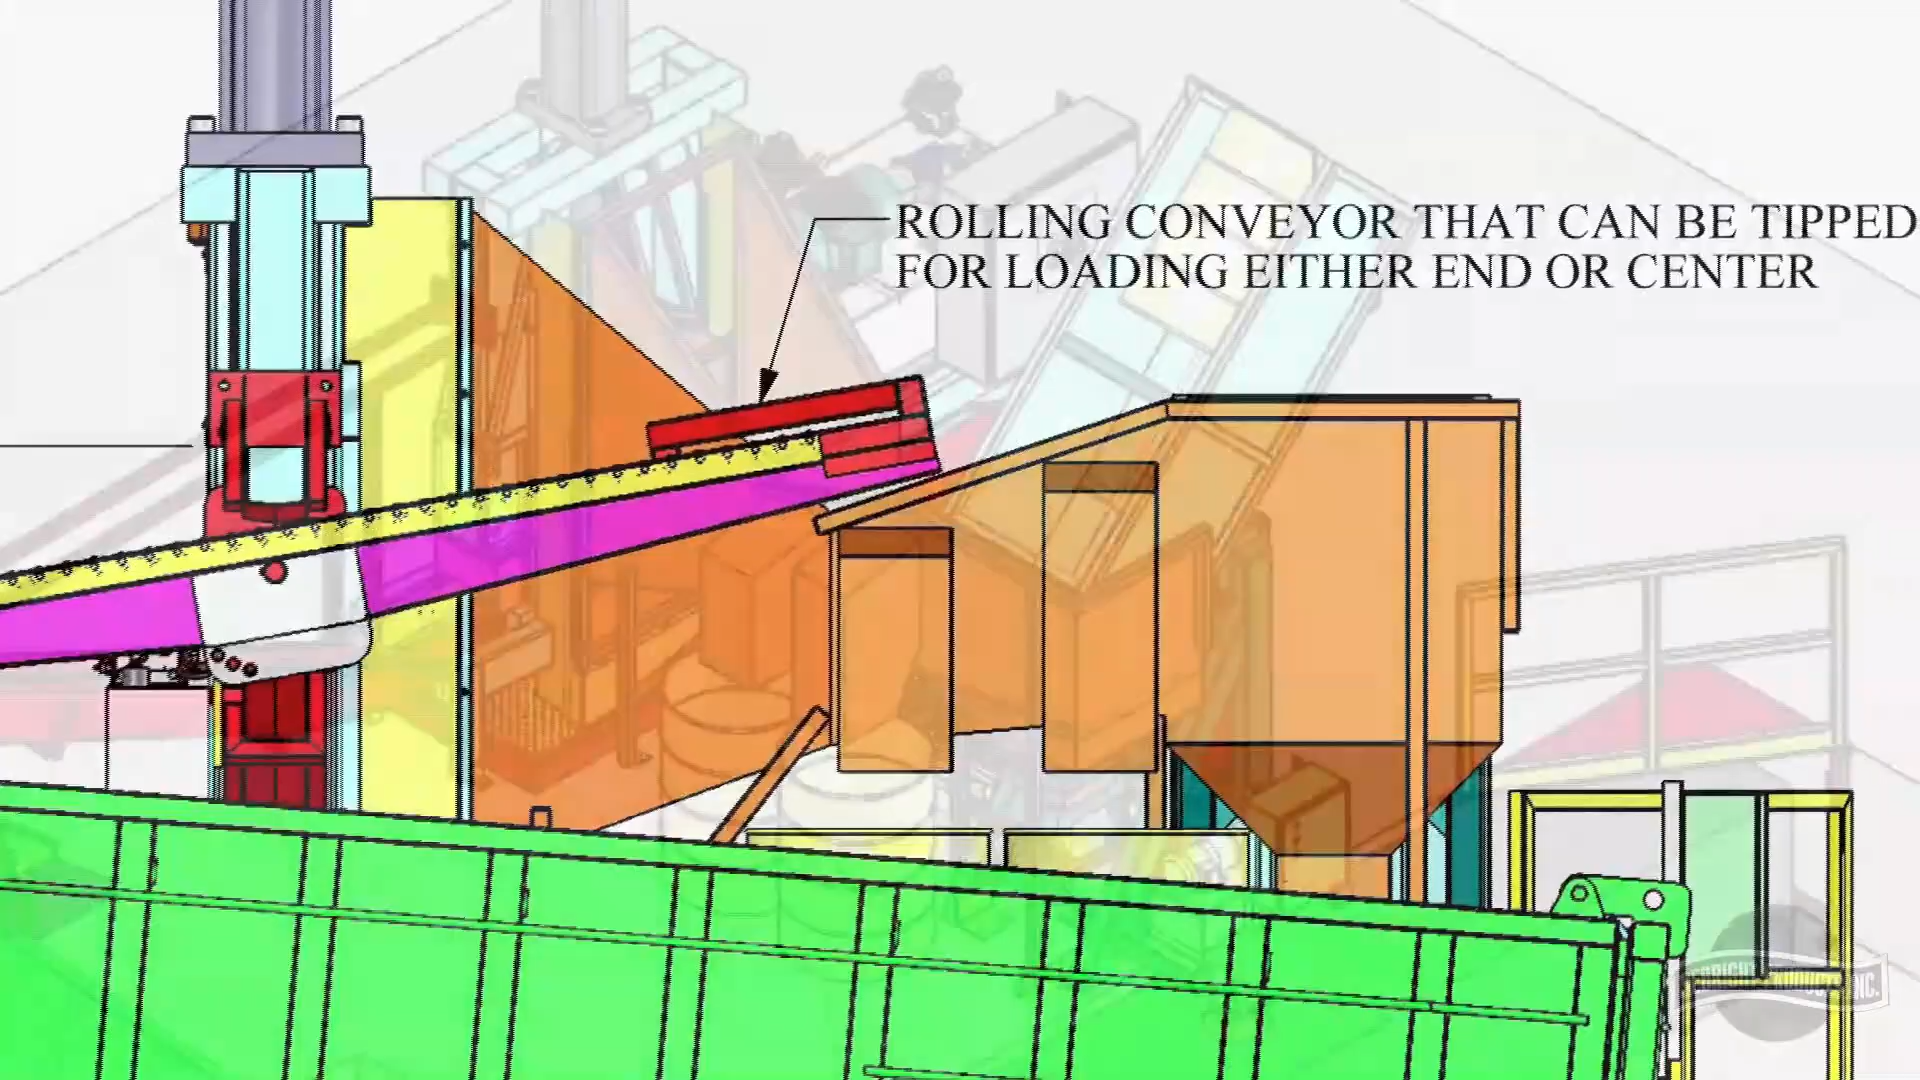 ROLLING CONVEYOR THAT CAN BE TIPPED
FOR LOADING EITHER END OR CENTER